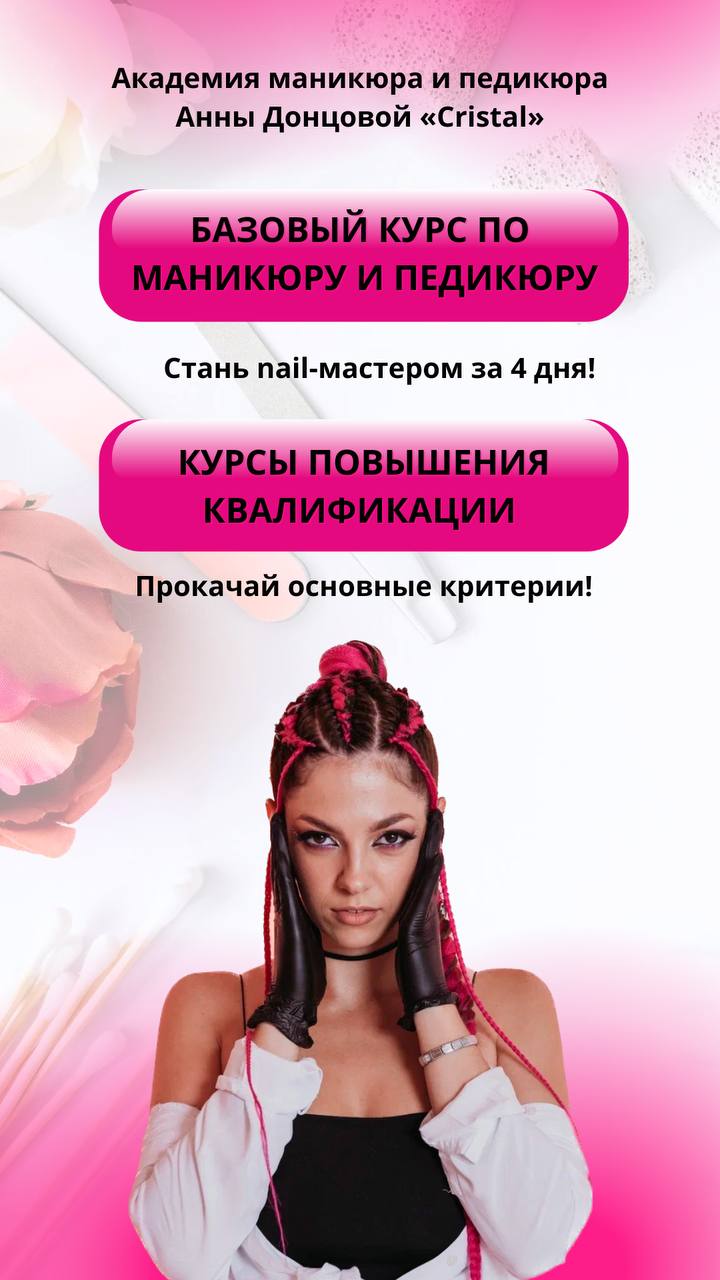 Академия маникюра и педикюра
Анны Донцовой «Cristal»
БАЗОВЫЙ КУРС ПО
МАНИКЮРУ И ПЕДИКЮРУ
Стань nail-мастером за 4 дня!
КУРСЫ ПОВЫШЕНИЯ
КВАЛИФИКАЦИИ
Прокачай основные критерии!